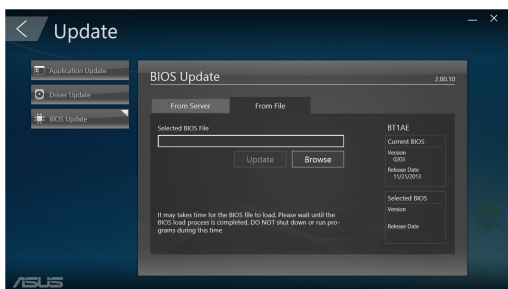 Update
Application Update
Driver Update
BIOS Update
BIOS Update
2.00.10
From Server
From File
Selected BIOS File
Update
Browse
It may takes time for the BIOS file to load. Please wait until the
BIOS load process is completed. DO NOT shut down or run pro-
grams during this time
BT1AE
Current BIOS
Version
0203
Release Date
11/21/2013
Selected BIOS
Version
Release Date
ASUS